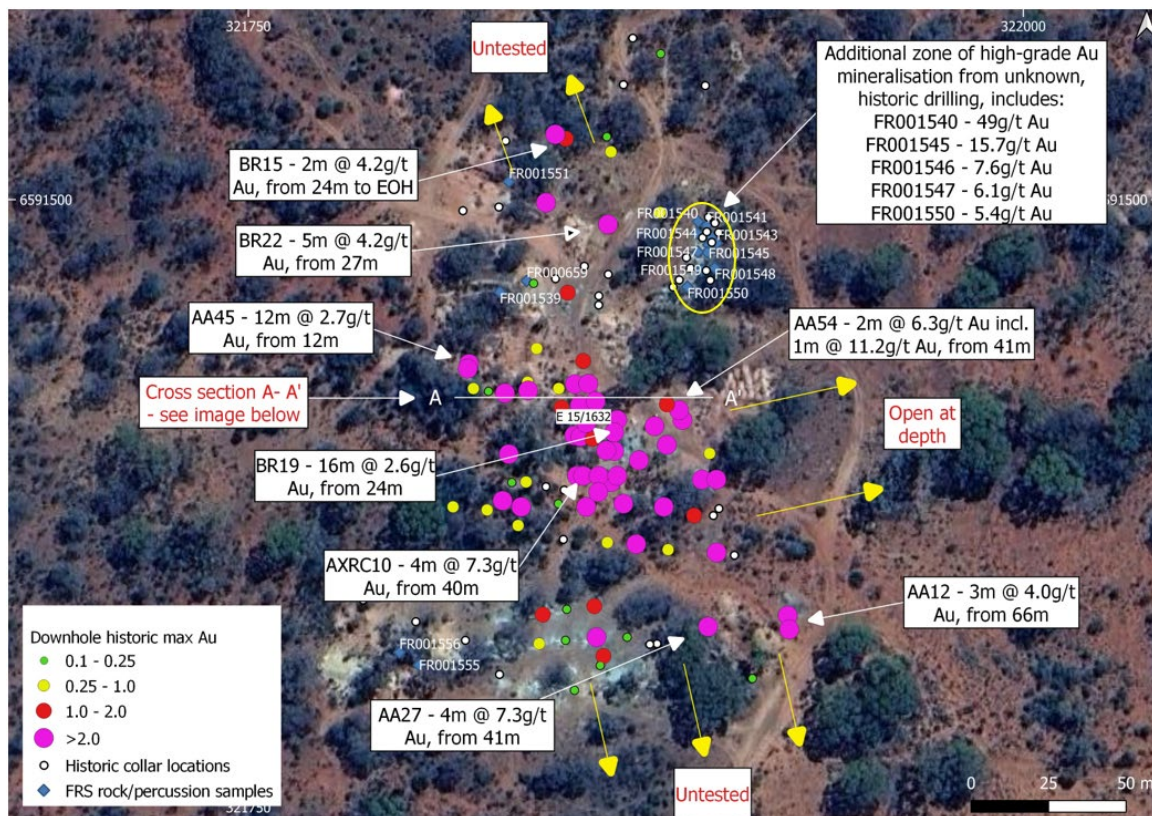 321750
322000
Untested
Additional zone of high-grade Au
mineralisation from unknown,
historic drilling, includes:
FR001540 - 49g/t Au
FR001545 - 15.7g/t Au
FR001546 - 7.6g/t Au
FR001547 - 6.1g/t Au
FR001550 - 5.4g/t Au
BR15 - 2m @ 4.2g/t
Au, from 24m to EOH
FR001551
6591500
6591500
FR001540
FR001541
FR001544
FR001543
FR001547
FR001545
FR001549
FR001548
FR001550
BR22 - 5m @ 4.2g/t
Au, from 27m
FR000659
FR001539
AA45 - 12m @ 2.7g/t
Au, from 12m
AA54 - 2m @ 6.3g/t Au incl.
1m @ 11.2g/t Au, from 41m
Cross section A- A'
- see image below
A
A'
E 15/1632
Open at
depth
BR19 - 16m @ 2.6g/t
Au, from 24m
AXRC10 - 4m @ 7.3g/t
Au, from 40m
AA12 - 3m @ 4.0g/t
Au, from 66m
FR001556
FR001555
AA27 - 4m @ 7.3g/t
Au, from 41m
Untested
Downhole historic max Au
0.1 - 0.25
0.25 - 1.0
1.0 - 2.0
>2.0
Historic collar locations
FRS rock/percussion samples
321750
0 25 50 m